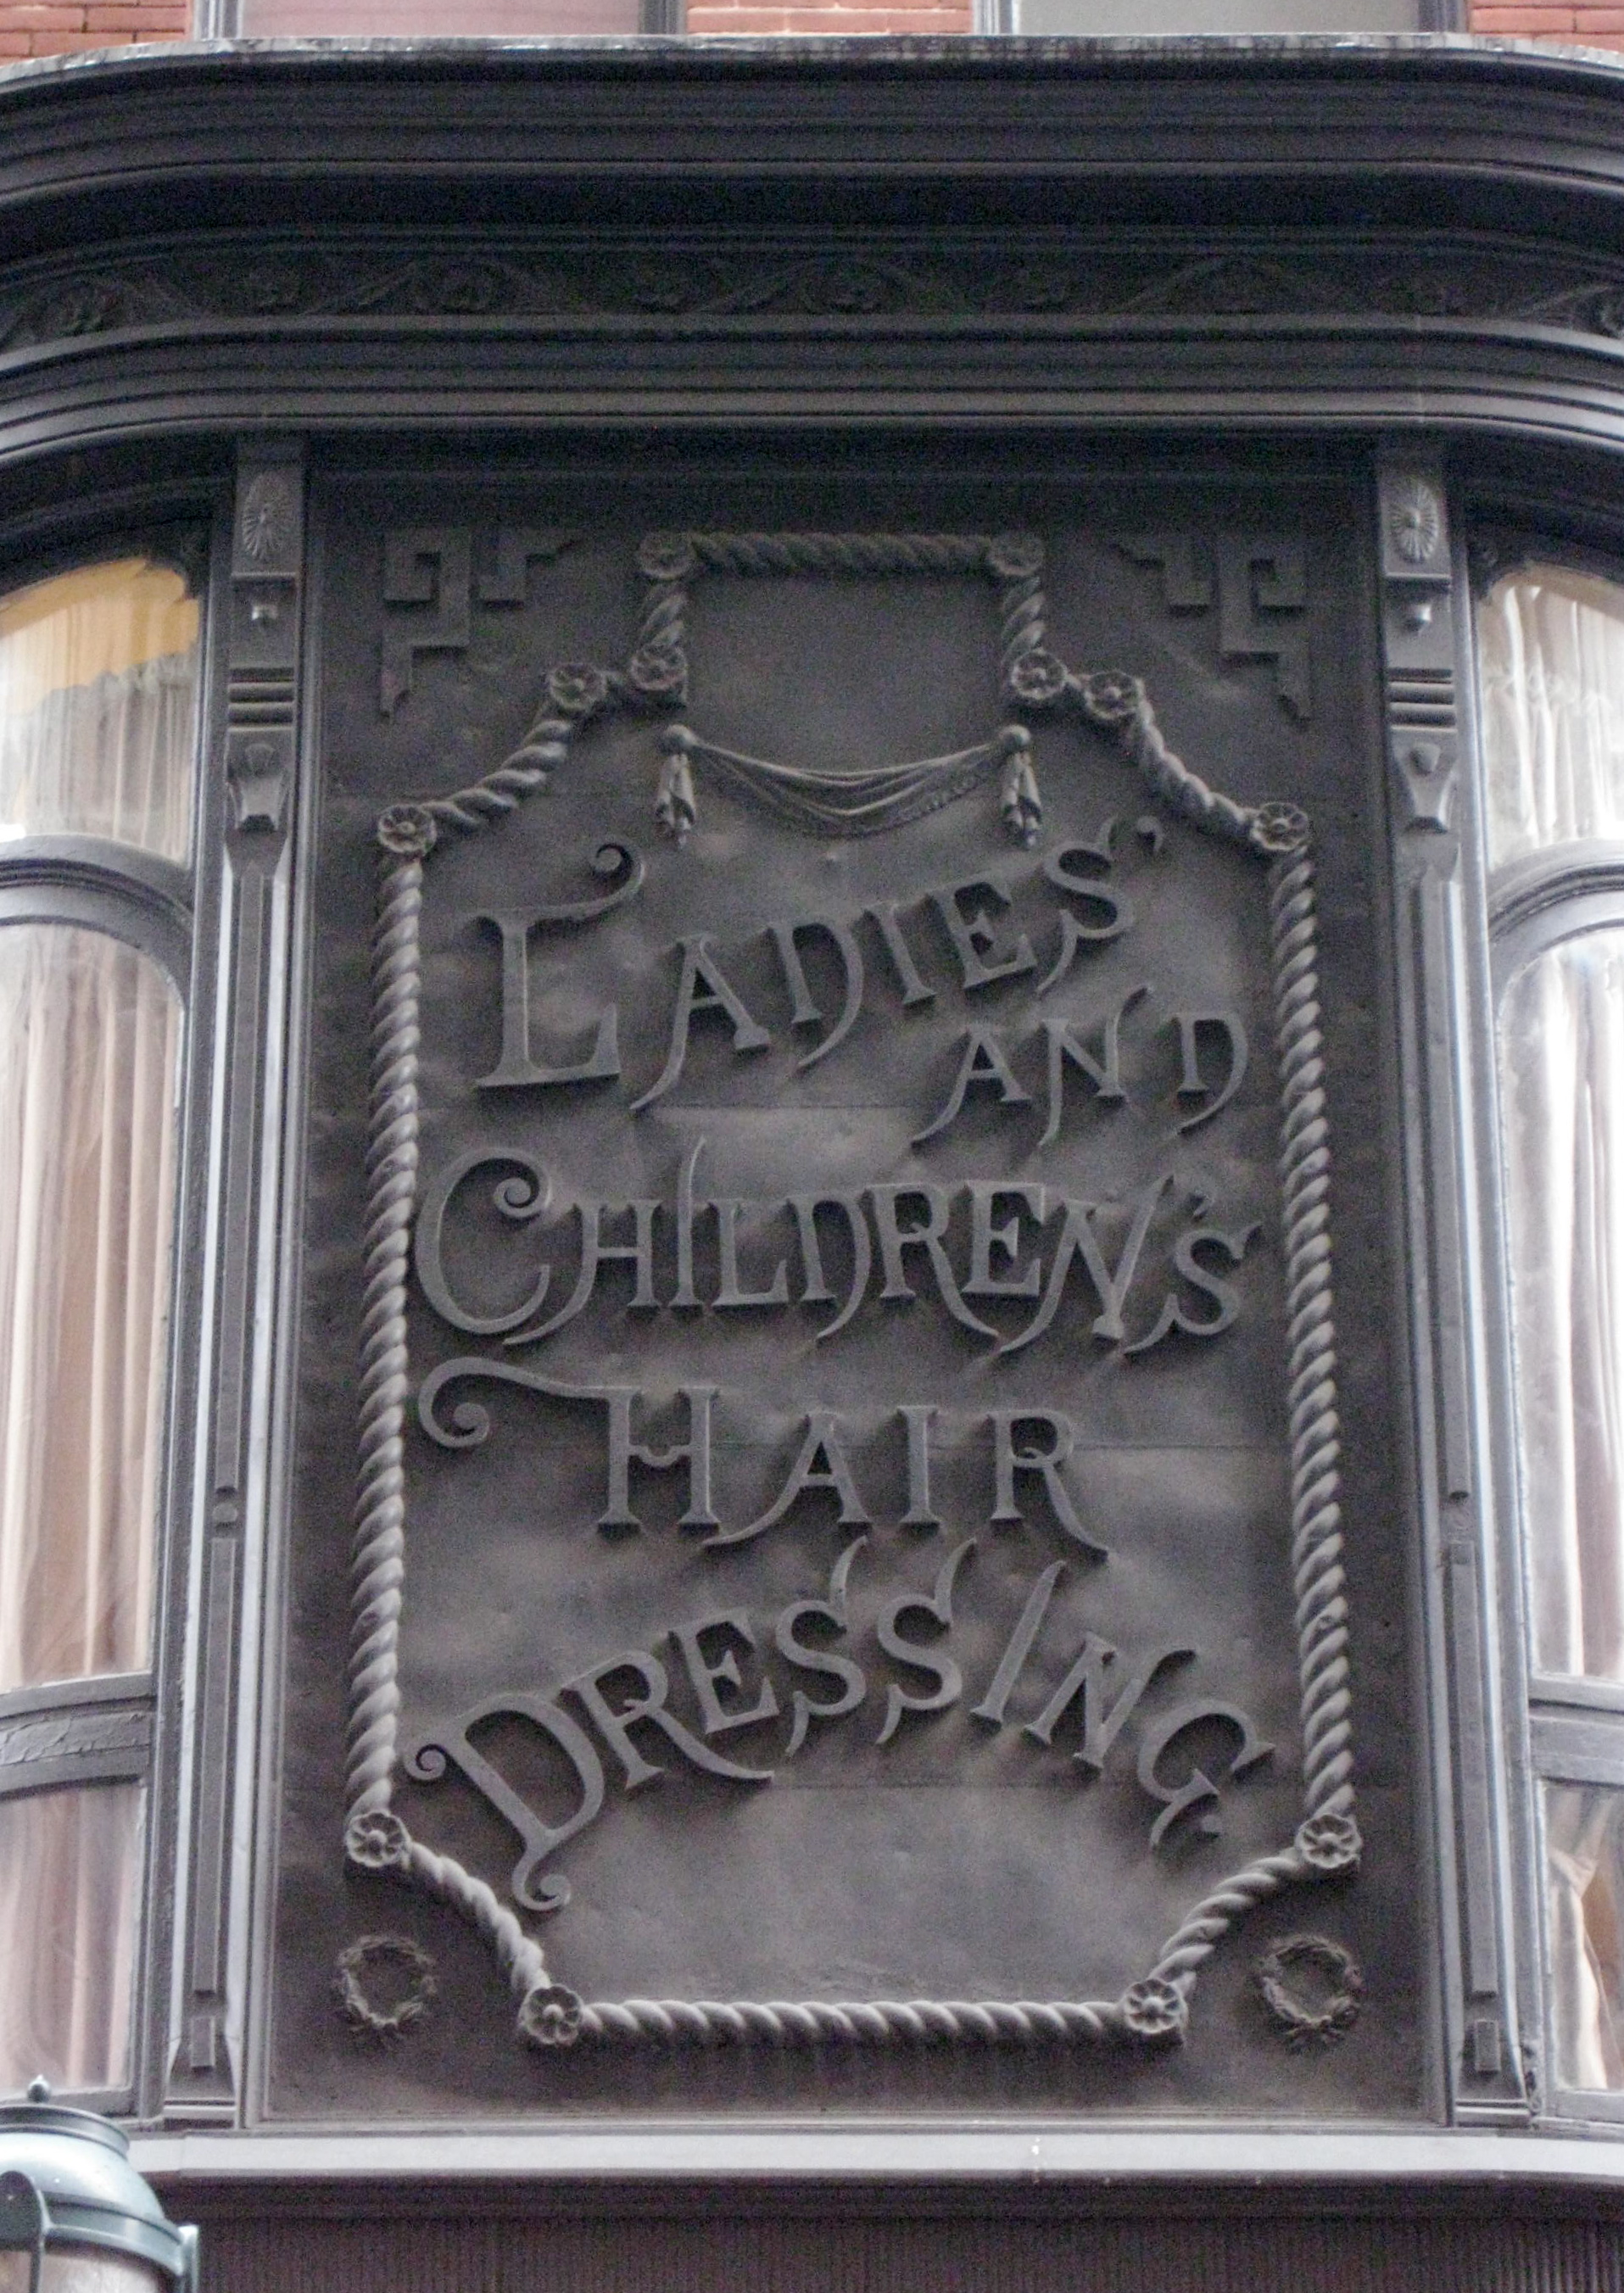 LADIES'
AND
CHILDREN'S
HAIR
DRESSING